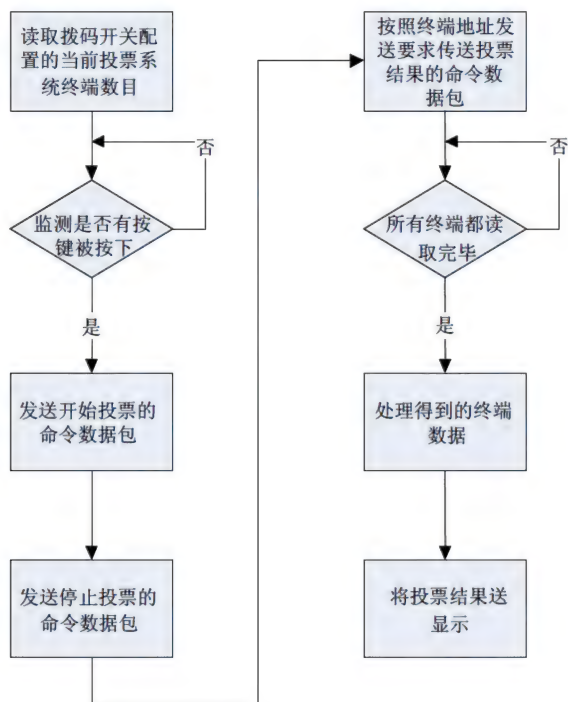 读取拨码开关配
置的当前投票系
统终端数目
否
监测是否有按
键被按下
是
发送开始投票的
命令数据包
发送停止投票的
命令数据包
按照终端地址发
送要求传送投票
结果的命令数
据包
否
所有终端都读
取完毕
是
处理得到的终端
数据
将投票结果送
显示